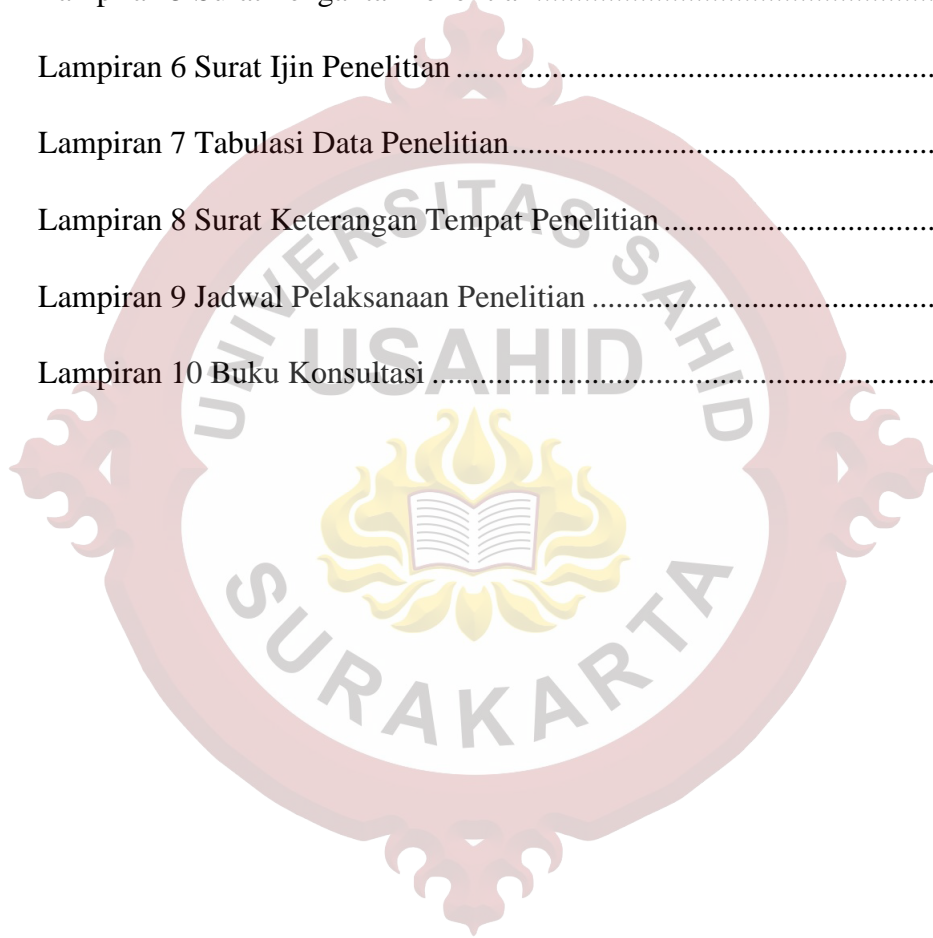 Lampiran 6 Surat Ijin Penelitian ............................................................
Lampiran 7 Tabulasi Data Penelitian.....................................................
Lampiran 8 Surat Keterangan Tempat Penelitian ..................................
Lampiran 9 Jadwal Pelaksanaan Penelitian ...........................................
Lampiran 10 Buku Konsultasi ...............................................................
UNIVERSITAS SAHID
USAHID
SURAKARTA